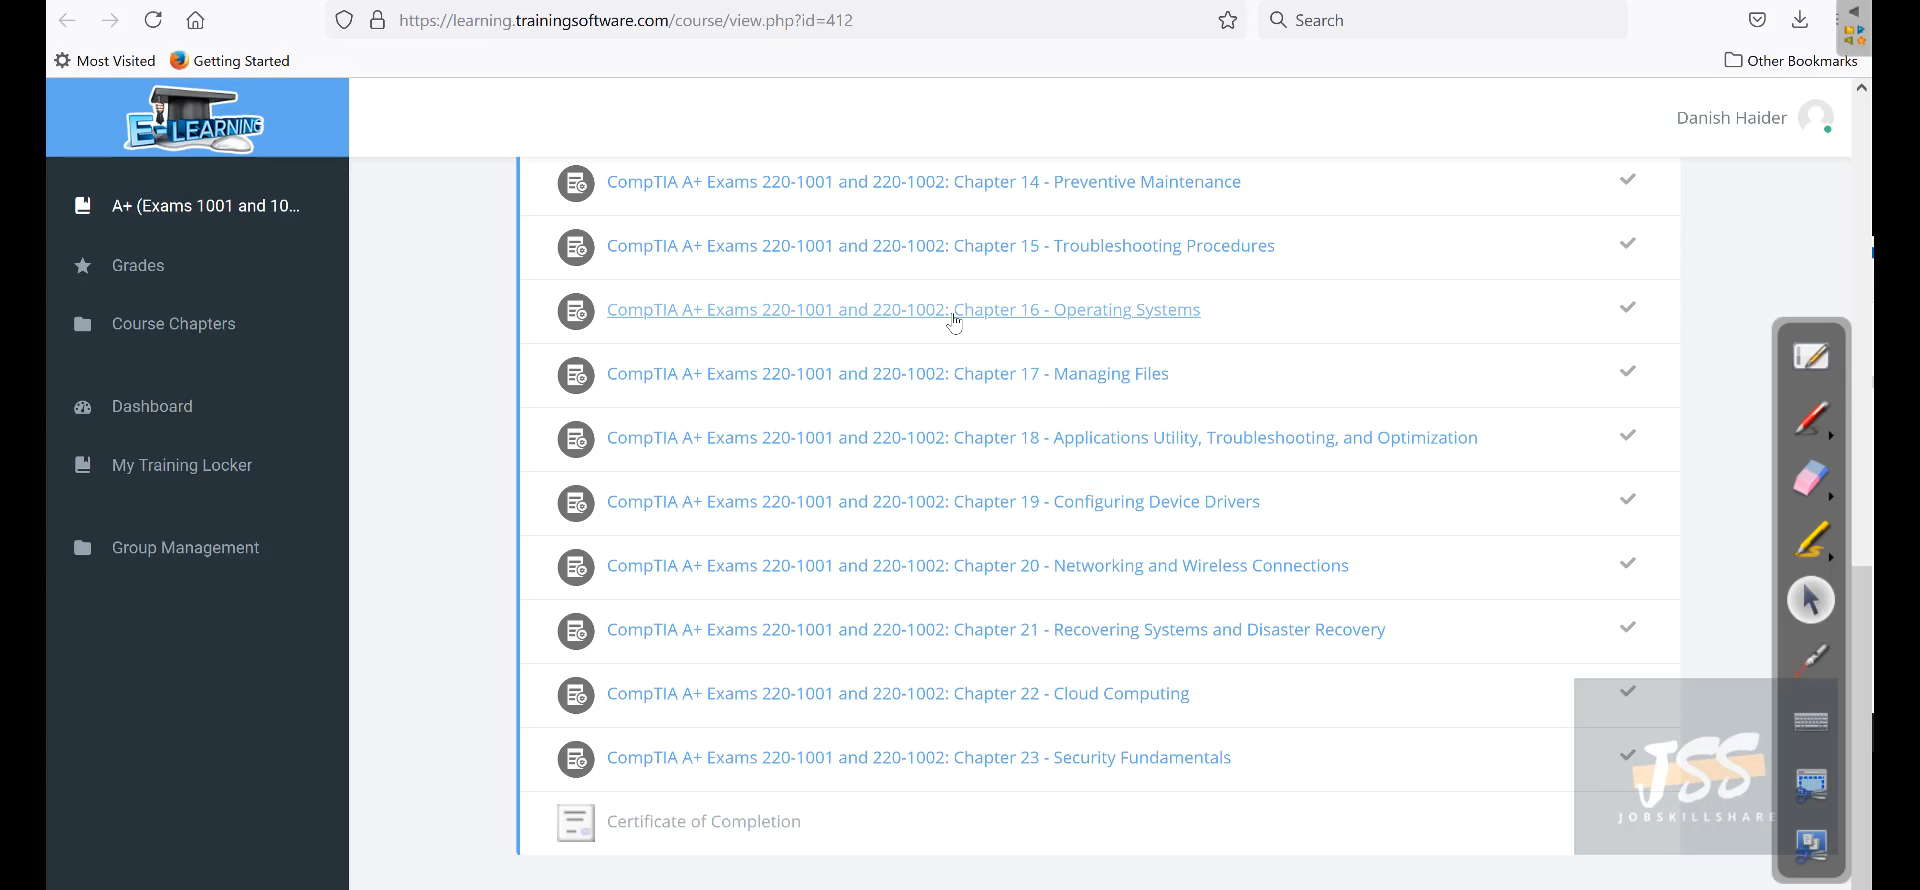 https://learning.trainingsoftware.com/course/view.php?id=412
Search
Most Visited
Getting Started
Other Bookmarks
E-LEARNING
Danish Haider
A+ (Exams 1001 and 10...
Grades
Course Chapters
Dashboard
My Training Locker
Group Management
CompTIA A+ Exams 220-1001 and 220-1002: Chapter 14 - Preventive Maintenance
CompTIA A+ Exams 220-1001 and 220-1002: Chapter 15 - Troubleshooting Procedures
CompTIA A+ Exams 220-1001 and 220-1002: Chapter 16 - Operating Systems
CompTIA A+ Exams 220-1001 and 220-1002: Chapter 17 - Managing Files
CompTIA A+ Exams 220-1001 and 220-1002: Chapter 18 - Applications Utility, Troubleshooting, and Optimization
CompTIA A+ Exams 220-1001 and 220-1002: Chapter 19 - Configuring Device Drivers
CompTIA A+ Exams 220-1001 and 220-1002: Chapter 20 - Networking and Wireless Connections
CompTIA A+ Exams 220-1001 and 220-1002: Chapter 21 - Recovering Systems and Disaster Recovery
CompTIA A+ Exams 220-1001 and 220-1002: Chapter 22 - Cloud Computing
CompTIA A+ Exams 220-1001 and 220-1002: Chapter 23 - Security Fundamentals
Certificate of Completion
JSS
JOBSKILLSHARE